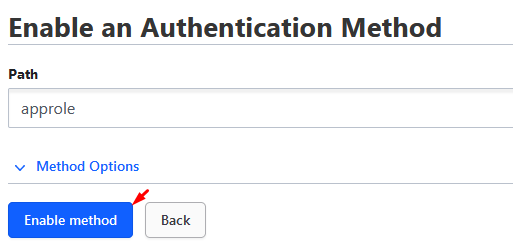 Enable an Authentication Method
Path
approle
Method Options
Enable method Back